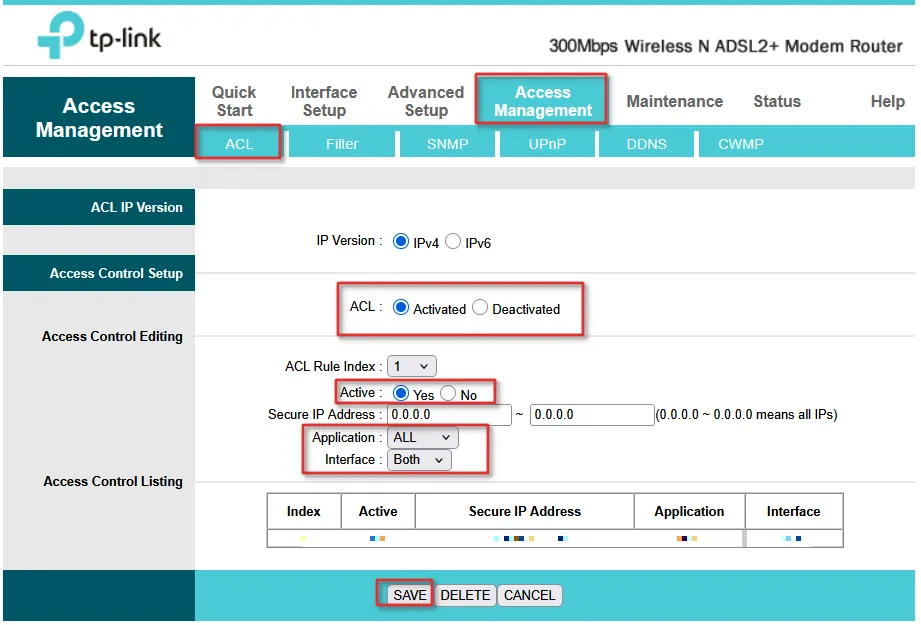 tp-link
300Mbps Wireless N ADSL2+ Modem Router
Access Management
Quick Start
Interface Setup
Advanced Setup
Access Management
Maintenance
Status
Help
ACL
Filter
SNMP
UPnP
DDNS
CWMP
ACL IP Version
IP Version : IPv4 IPv6
Access Control Setup
ACL : Activated Deactivated
Access Control Editing
ACL Rule Index : 1
Active : Yes No
Secure IP Address : 0.0.0.0 ~ 0.0.0.0 (0.0.0.0 ~ 0.0.0.0 means all IPs)
Application : ALL
Interface : Both
Access Control Listing
Index Active Secure IP Address Application Interface
SAVE DELETE CANCEL